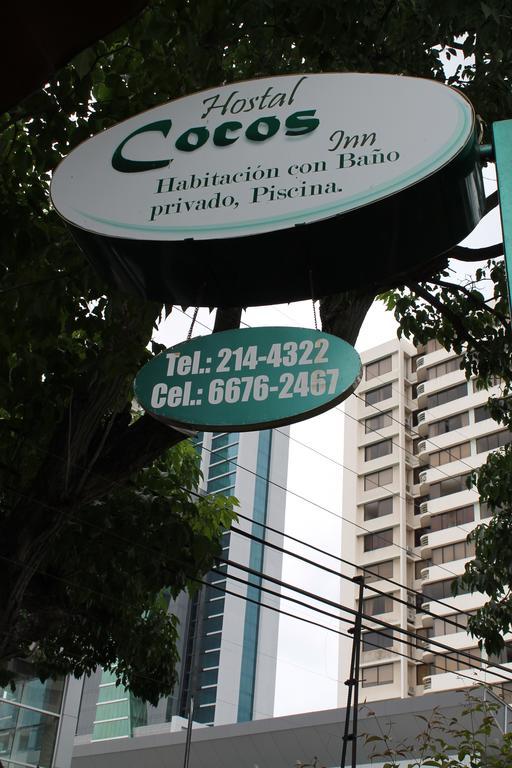 Hostal
Cocos Inn
Habitación con Baño
privado, Piscina.
Tel.: 214-4322
Cel.: 6676-2467